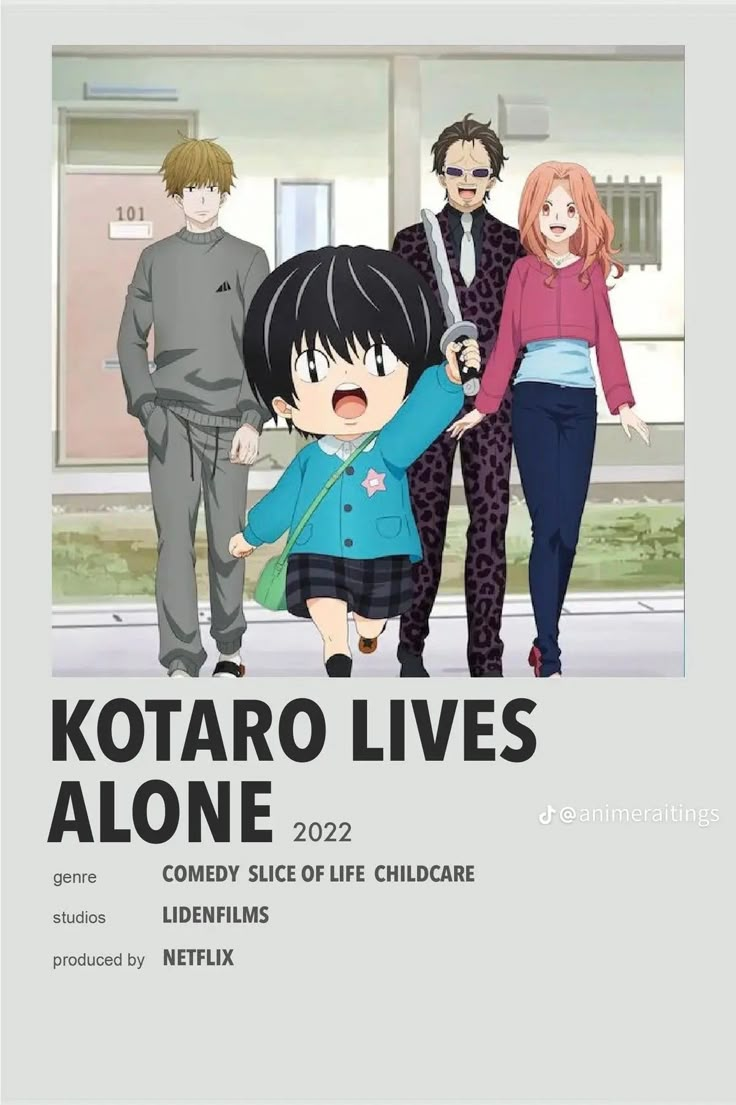 101
KOTARO LIVES
ALONE 2022
@animeraitings
genre COMEDY SLICE OF LIFE CHILDCARE
studios LIDENFILMS
produced by NETFLIX